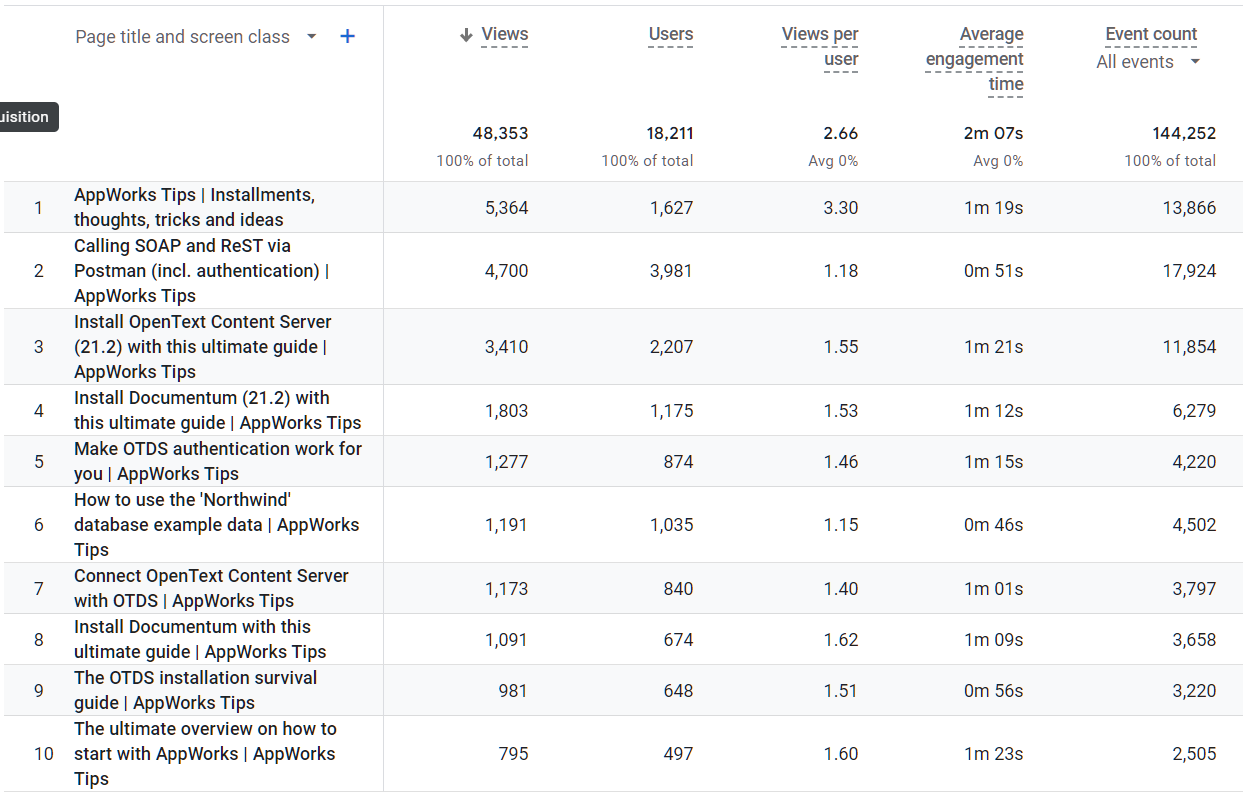 Page title and screen class
Views
Users
Views per
user
Average
engagement
time
Event count
All events
uisition
48,353 18,211 2.66 2m 07s 144,252
100% of total 100% of total Avg 0% Avg 0% 100% of total
1 AppWorks Tips | Installments,
thoughts, tricks and ideas
5,364 1,627 3.30 1m 19s 13,866
2 Calling SOAP and ReST via
Postman (incl. authentication) |
AppWorks Tips
4,700 3,981 1.18 0m 51s 17,924
3 Install OpenText Content Server
(21.2) with this ultimate guide |
AppWorks Tips
3,410 2,207 1.55 1m 21s 11,854
4 Install Documentum (21.2) with
this ultimate guide | AppWorks Tips
1,803 1,175 1.53 1m 12s 6,279
5 Make OTDS authentication work for
you | AppWorks Tips
1,277 874 1.46 1m 15s 4,220
6 How to use the 'Northwind'
database example data | AppWorks
Tips
1,191 1,035 1.15 0m 46s 4,502
7 Connect OpenText Content Server
with OTDS | AppWorks Tips
1,173 840 1.40 1m 01s 3,797
8 Install Documentum with this
ultimate guide | AppWorks Tips
1,091 674 1.62 1m 09s 3,658
9 The OTDS installation survival
guide | AppWorks Tips
981 648 1.51 0m 56s 3,220
10 The ultimate overview on how to
start with AppWorks | AppWorks
Tips
795 497 1.60 1m 23s 2,505